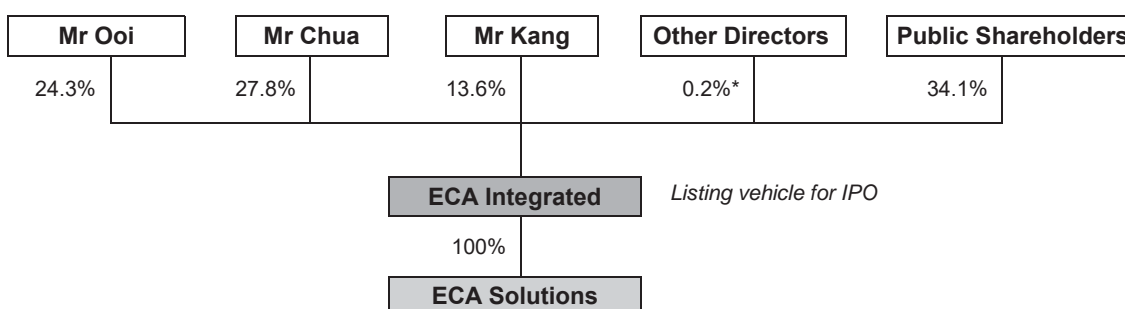 Mr Ooi Mr Chua Mr Kang Other Directors Public Shareholders
24.3% 27.8% 13.6% 0.2%* 34.1%
ECA Integrated Listing vehicle for IPO
100%
ECA Solutions